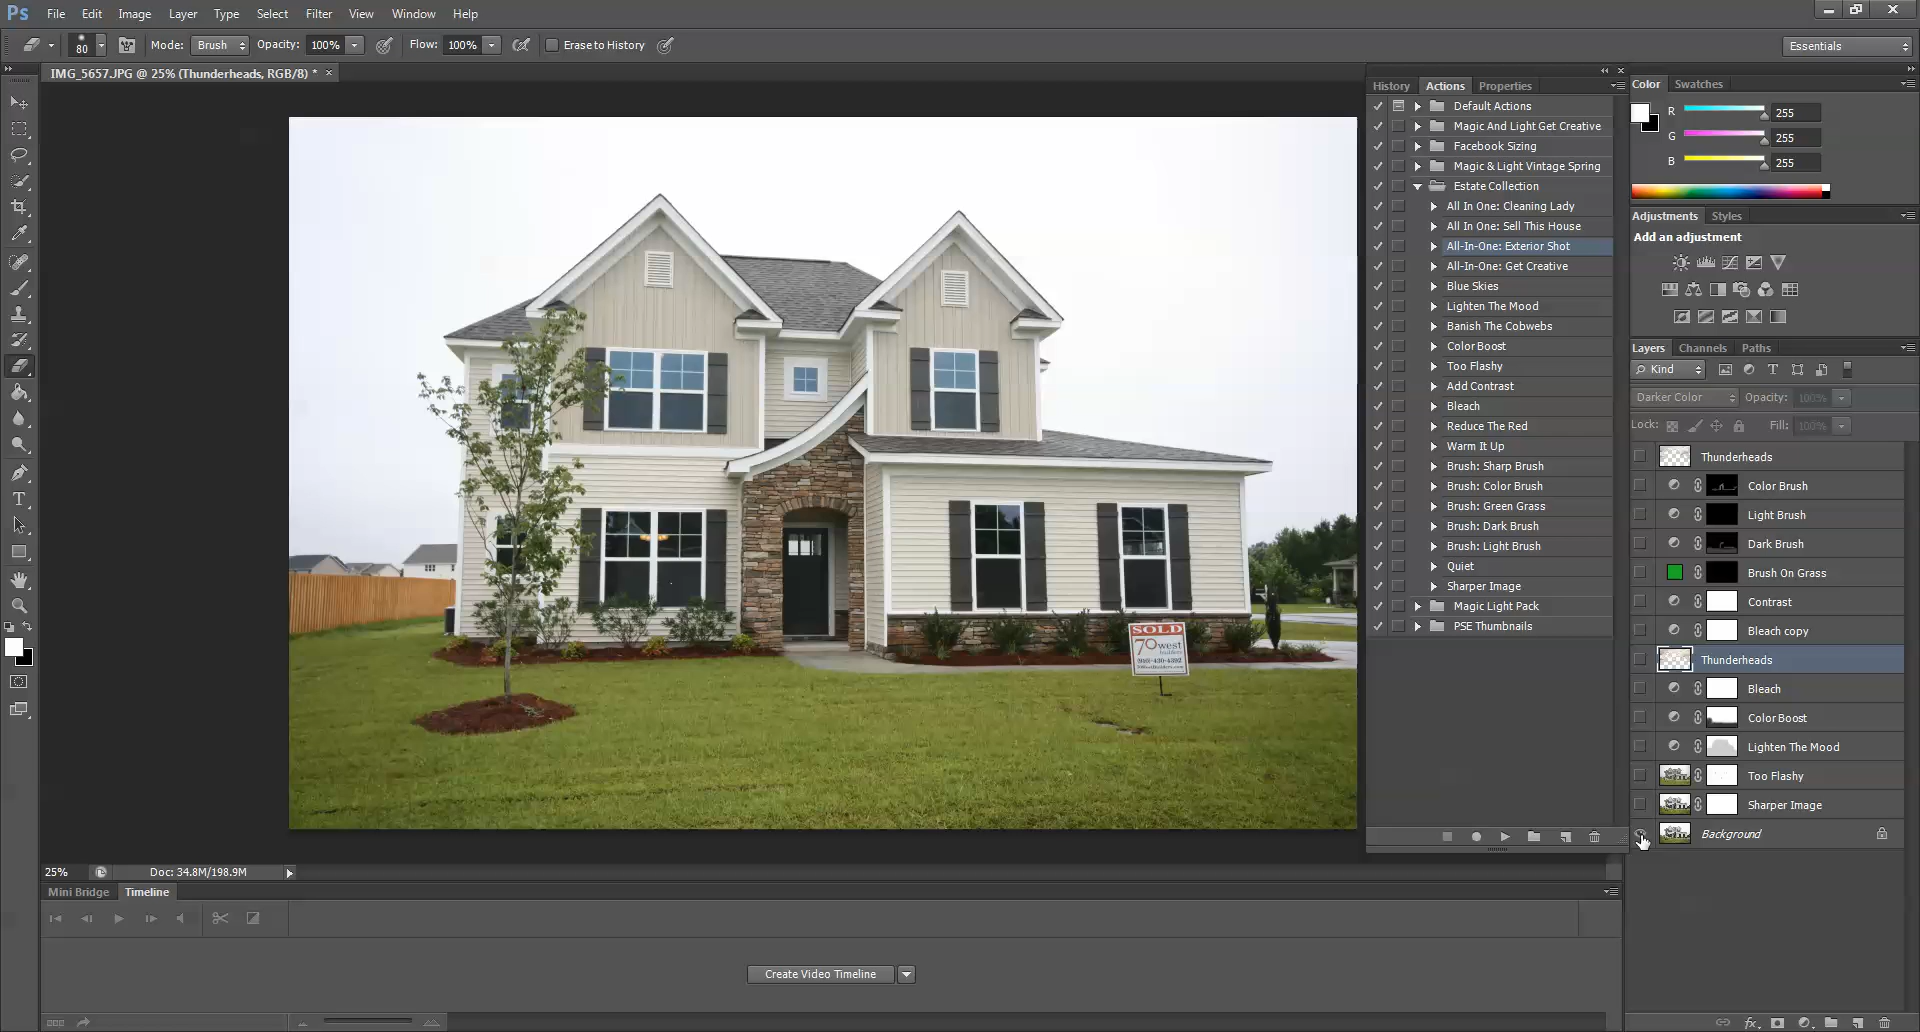 Ps File Edit Image Layer Type Select Filter View Window Help
80 Mode: Brush Opacity: 100% Flow: 100% Erase to History Essentials
IMG_5657.JPG @ 25% (Thunderheads, RGB/8) * ×
History Actions Properties
Default Actions
Magic And Light Get Creative
Facebook Sizing
Magic & Light Vintage Spring
Estate Collection
All In One: Cleaning Lady
All In One: Sell This House
All-In-One: Exterior Shot
All-In-One: Get Creative
Blue Skies
Lighten The Mood
Banish The Cobwebs
Color Boost
Too Flashy
Add Contrast
Bleach
Reduce The Red
Warm It Up
Brush: Sharp Brush
Brush: Color Brush
Brush: Green Grass
Brush: Dark Brush
Brush: Light Brush
Quiet
Sharper Image
Magic Light Pack
PSE Thumbnails
Color Swatches
R 255
G 255
B 255
Adjustments Styles
Add an adjustment
Layers Channels Paths
Kind
Darker Color Opacity: 100%
Lock: Fill: 100%
Thunderheads
Color Brush
Light Brush
Dark Brush
Brush On Grass
Contrast
Bleach copy
Thunderheads
Bleach
Color Boost
Lighten The Mood
Too Flashy
Sharper Image
Background
SOLD
70west
builders
25% Doc: 34.8M/198.9M
Mini Bridge Timeline
Create Video Timeline